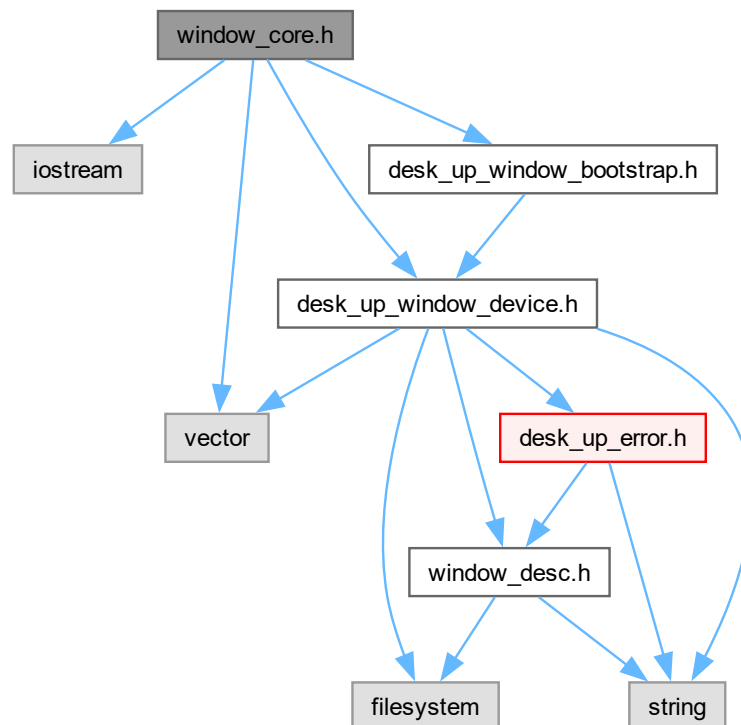 window_core.h
iostream
desk_up_window_bootstrap.h
desk_up_window_device.h
vector
desk_up_error.h
window_desc.h
filesystem
string